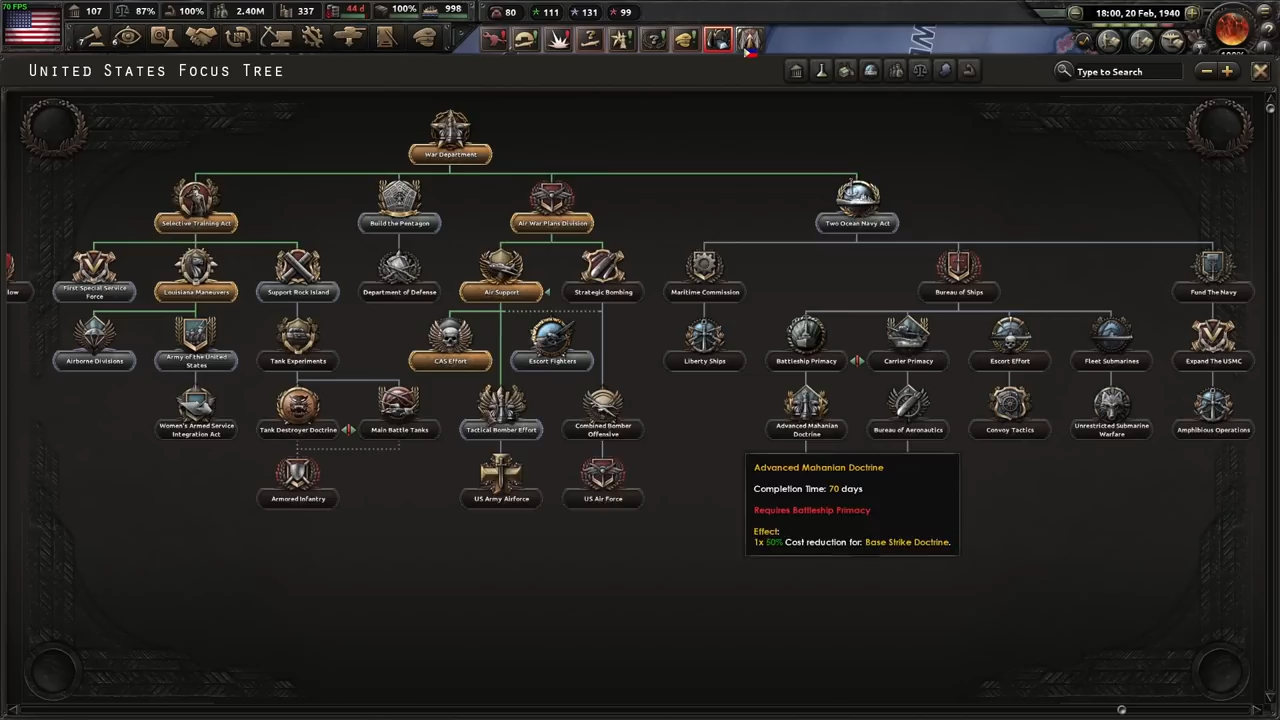 70 FPS
107
87%
100%
2.40M
337
44 d
100%
998
80
111
131
99
18:00, 20 Feb, 1940
100%
United States Focus Tree
Type to Search
War Department
Selective Training Act
Build the Pentagon
Air War Plans Division
Two Ocean Navy Act
low
First Special Service
Force
Louisiana Maneuvers
Support Rock Island
Department of Defense
Air Support
Strategic Bombing
Maritime Commission
Bureau of Ships
Fund The Navy
Airborne Divisions
Army of the United
States
Tank Experiments
CAS Effort
Escort Fighters
Liberty Ships
Battleship Primacy
Carrier Primacy
Escort Effort
Fleet Submarines
Expand The USMC
Women's Armed Service
Integration Act
Tank Destroyer Doctrine
Main Battle Tanks
Tactical Bomber Effort
Combined Bomber
Offensive
Advanced Mahanian
Doctrine
Bureau of Aeronautics
Convoy Tactics
Unrestricted Submarine
Warfare
Amphibious Operations
Armored Infantry
US Army Airforce
US Air Force
Advanced Mahanian Doctrine
Completion Time: 70 days
Requires Battleship Primacy
Effect:
1x 50% Cost reduction for: Base Strike Doctrine.